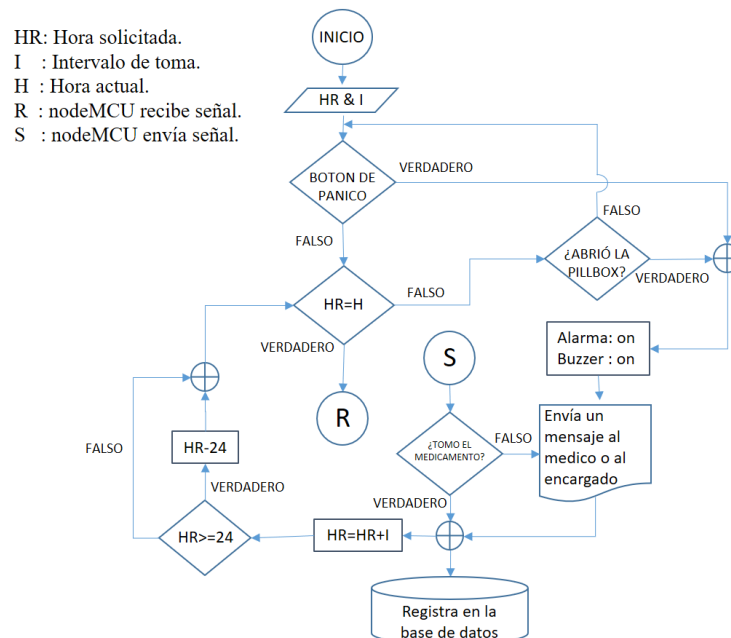 HR: Hora solicitada.
I : Intervalo de toma.
H : Hora actual.
R : nodeMCU recibe señal.
S : nodeMCU envía señal.
INICIO
HR & I
BOTON DE
PANICO
VERDADERO
FALSO
FALSO
¿ABRIÓ LA
PILLBOX?
VERDADERO
HR=H
FALSO
VERDADERO
R
S
Alarma: on
Buzzer : on
¿TOMO EL
MEDICAMENTO?
FALSO
VERDADERO
Envía un
mensaje al
medico o al
encargado
HR-24
FALSO
VERDADERO
HR>=24
HR=HR+I
Registra en la
base de datos